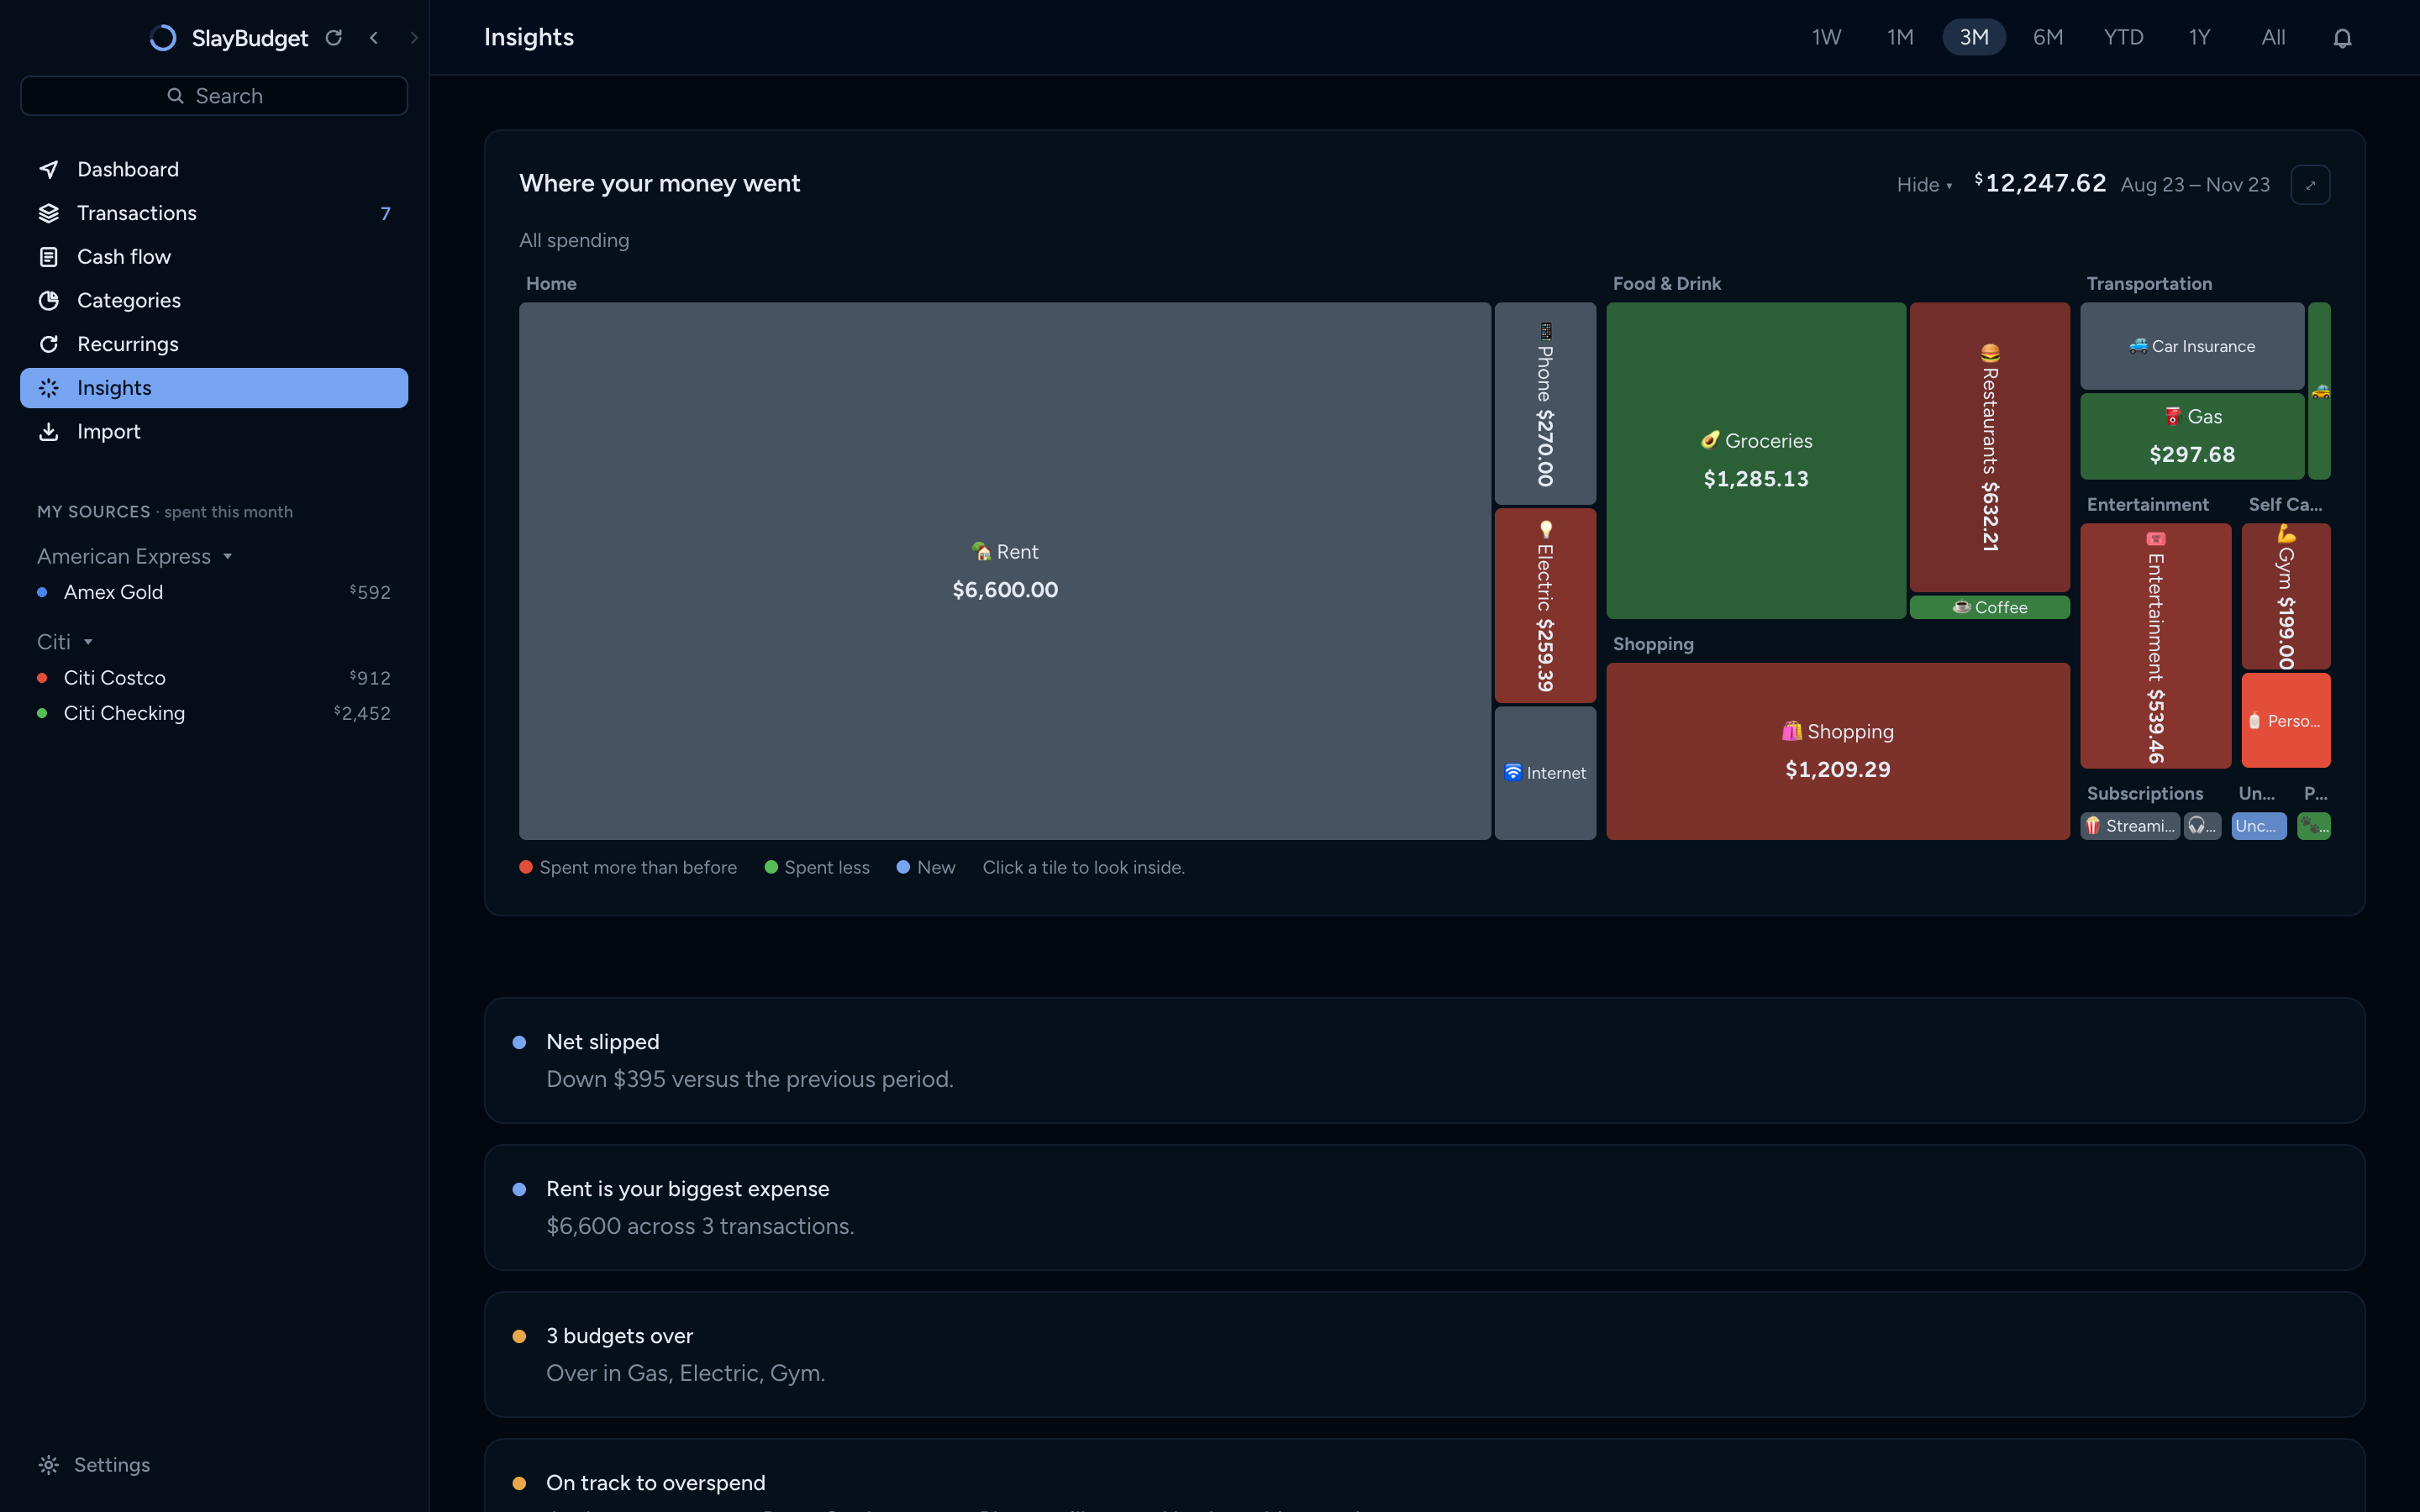 SlayBudget
Search
Dashboard
Transactions 7
Cash flow
Categories
Recurrings
Insights
Import
MY SOURCES · spent this month
American Express
Amex Gold $592
Citi
Citi Costco $912
Citi Checking $2,452
Settings
Insights
1W 1M 3M 6M YTD 1Y All
Where your money went
Hide $12,247.62 Aug 23 – Nov 23
All spending
Home
Rent
$6,600.00
Phone $270.00
Electric $259.39
Internet
Food & Drink
Groceries
$1,285.13
Restaurants $632.21
Coffee
Shopping
Shopping
$1,209.29
Transportation
Car Insurance
Gas
$297.68
Entertainment
Entertainment $539.46
Self Ca...
Gym $199.00
Perso...
Subscriptions
Streami...
...
Un...
Unc...
P...
...
Spent more than before Spent less New Click a tile to look inside.
Net slipped
Down $395 versus the previous period.
Rent is your biggest expense
$6,600 across 3 transactions.
3 budgets over
Over in Gas, Electric, Gym.
On track to overspend